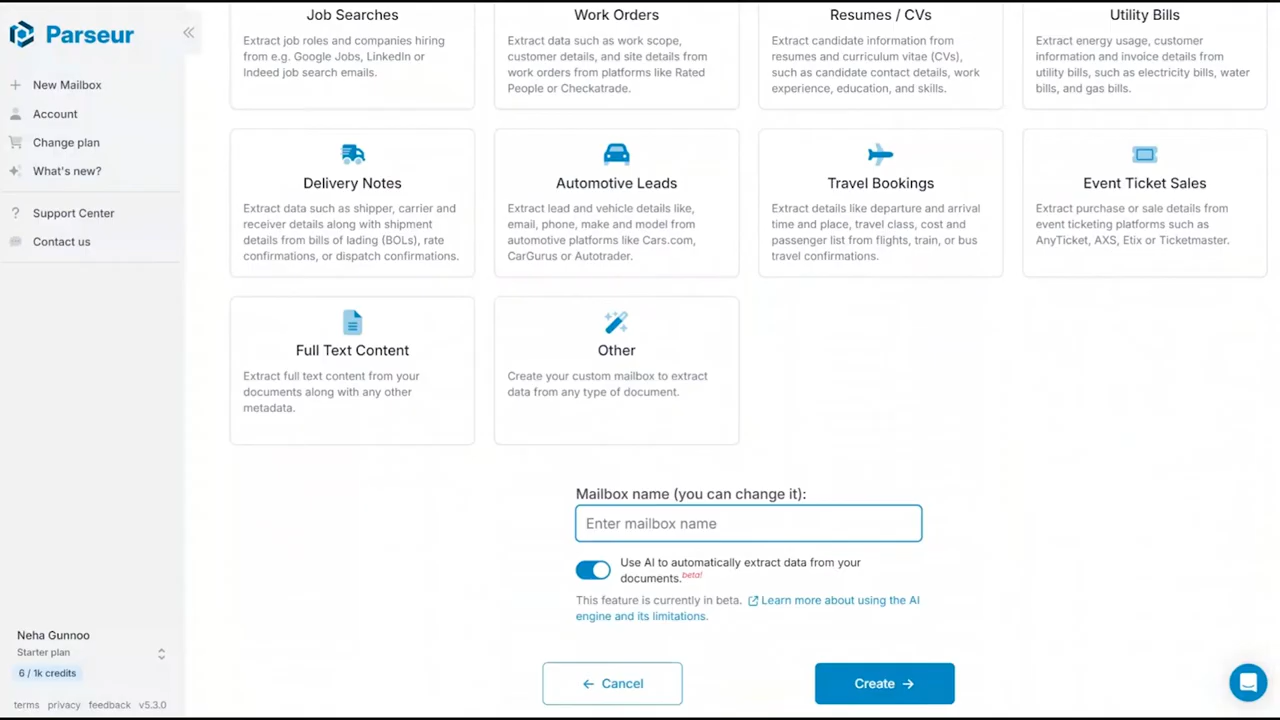 Parseur
New Mailbox
Account
Change plan
What's new?
Support Center
Contact us
Job Searches
Extract job roles and companies hiring
from e.g. Google Jobs, LinkedIn or
Indeed job search emails.
Work Orders
Extract data such as work scope,
customer details, and site details from
work orders from platforms like Rated
People or Checkatrade.
Resumes / CVs
Extract candidate information from
resumes and curriculum vitae (CVs),
such as candidate contact details, work
experience, education, and skills.
Utility Bills
Extract energy usage, customer
information and invoice details from
utility bills, such as electricity bills, water
bills, and gas bills.
Delivery Notes
Extract data such as shipper, carrier and
receiver details along with shipment
details from bills of lading (BOLs), rate
confirmations, or dispatch confirmations.
Automotive Leads
Extract lead and vehicle details like,
email, phone, make and model from
automotive platforms like Cars.com,
CarGurus or Autotrader.
Travel Bookings
Extract details like departure and arrival
time and place, travel class, cost and
passenger list from flights, train, or bus
travel confirmations.
Event Ticket Sales
Extract purchase or sale details from
event ticketing platforms such as
AnyTicket, AXS, Etix or Ticketmaster.
Full Text Content
Extract full text content from your
documents along with any other
metadata.
Other
Create your custom mailbox to extract
data from any type of document.
Mailbox name (you can change it):
Enter mailbox name
Use AI to automatically extract data from your
documents.beta!
This feature is currently in beta. Learn more about using the AI
engine and its limitations.
Cancel
Create
Neha Gunnoo
Starter plan
6 / 1k credits
terms privacy feedback v5.3.0